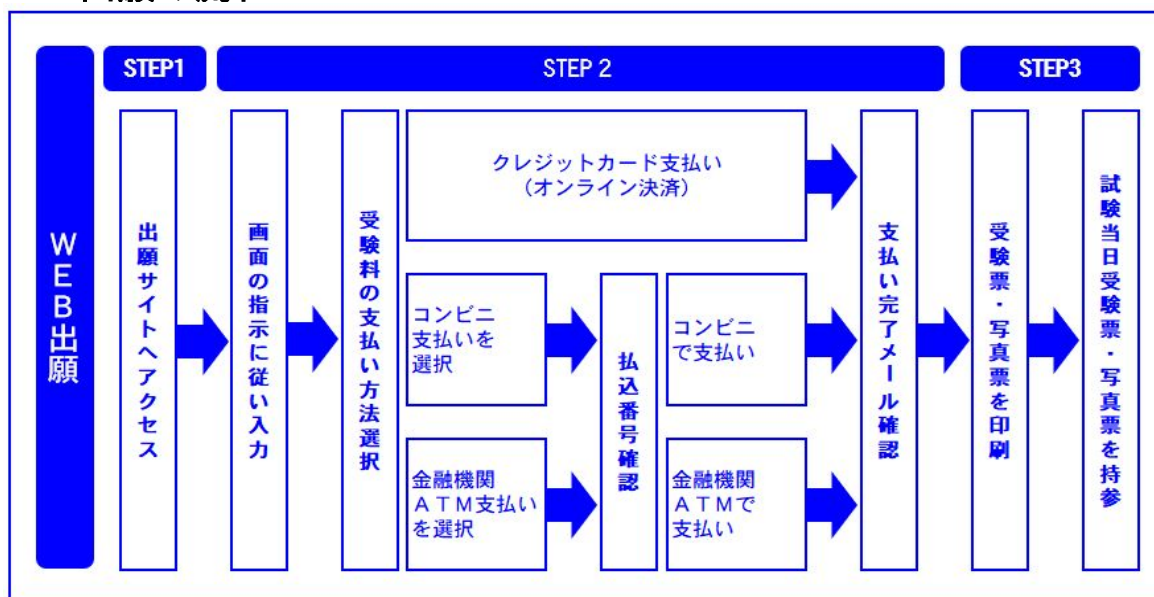 WEB出願
STEP1
STEP 2
STEP3
出願サイトへアクセス
画面の指示に従い入力
受験料の支払い方法選択
クレジットカード支払い
（オンライン決済）
コンビニ
支払いを
選択
金融機関
ＡＴＭ支払い
を選択
払込番号確認
コンビニ
で支払い
金融機関
ＡＴＭで
支払い
支払い完了メール確認
受験票・写真票を印刷
試験当日受験票・写真票を持参